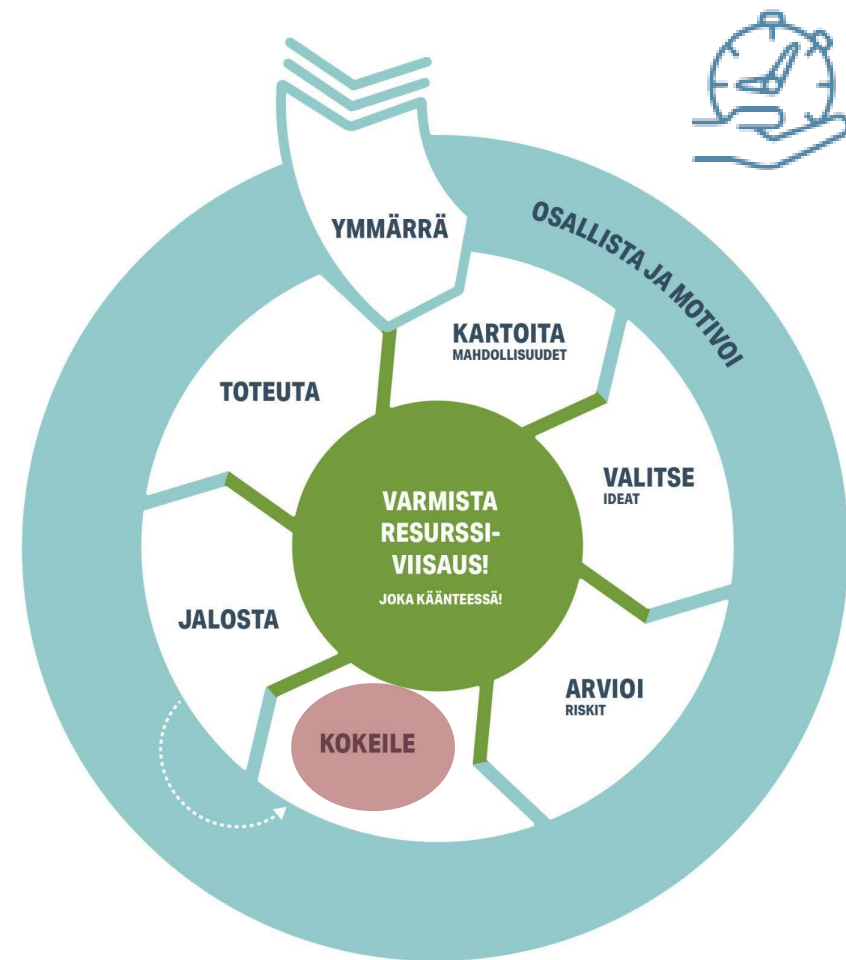 YMMÄRRÄ
OSALLISTA JA MOTIVOI
KARTOITA
MAHDOLLISUUDET
VALITSE
IDEAT
ARVIOI
RISKIT
KOKEILE
JALOSTA
TOTEUTA
VARMISTA
RESURSSI-
VIISAUS!
JOKA KÄÄNTEESSÄ!